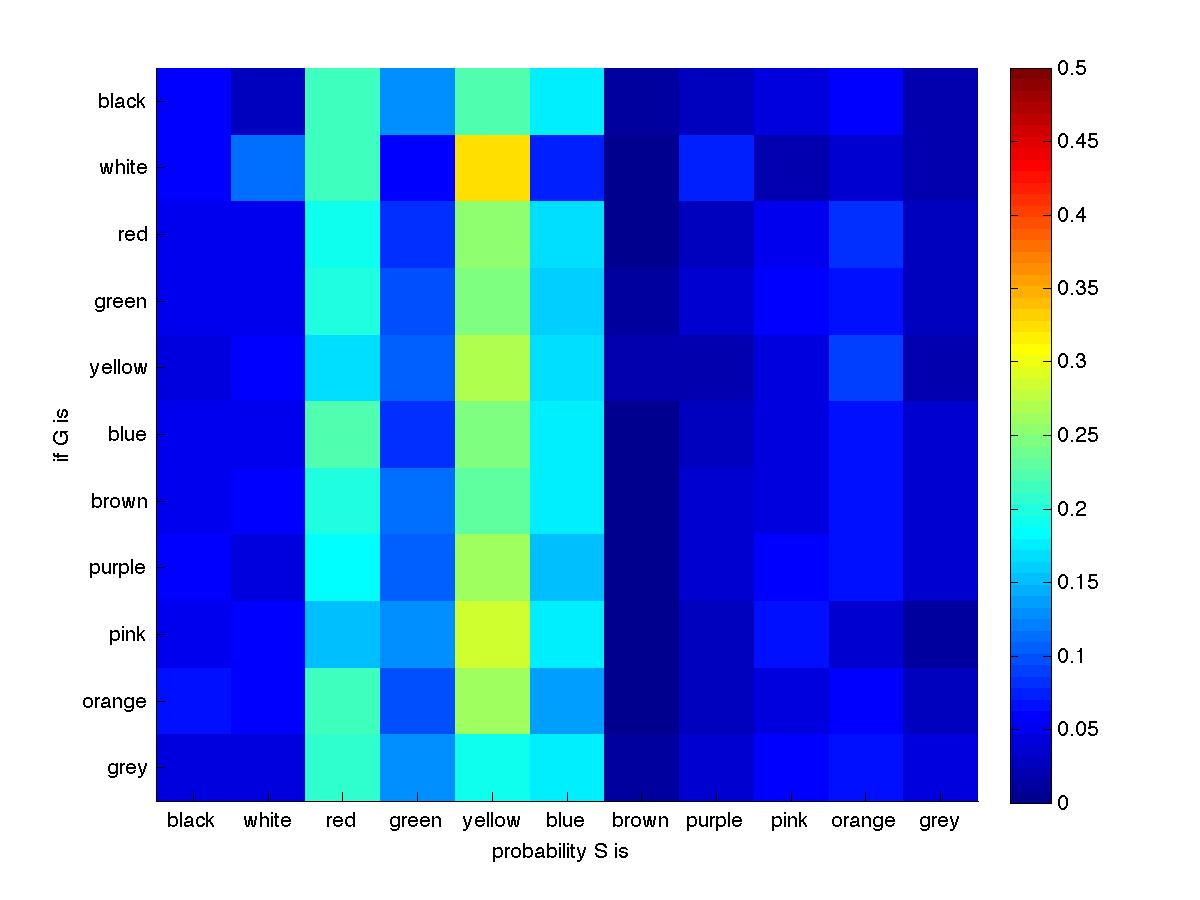 black
white
red
green
yellow
blue
brown
purple
pink
orange
grey
if G is
black white red green yellow blue brown purple pink orange grey
probability S is
0.5
0.45
0.4
0.35
0.3
0.25
0.2
0.15
0.1
0.05
0